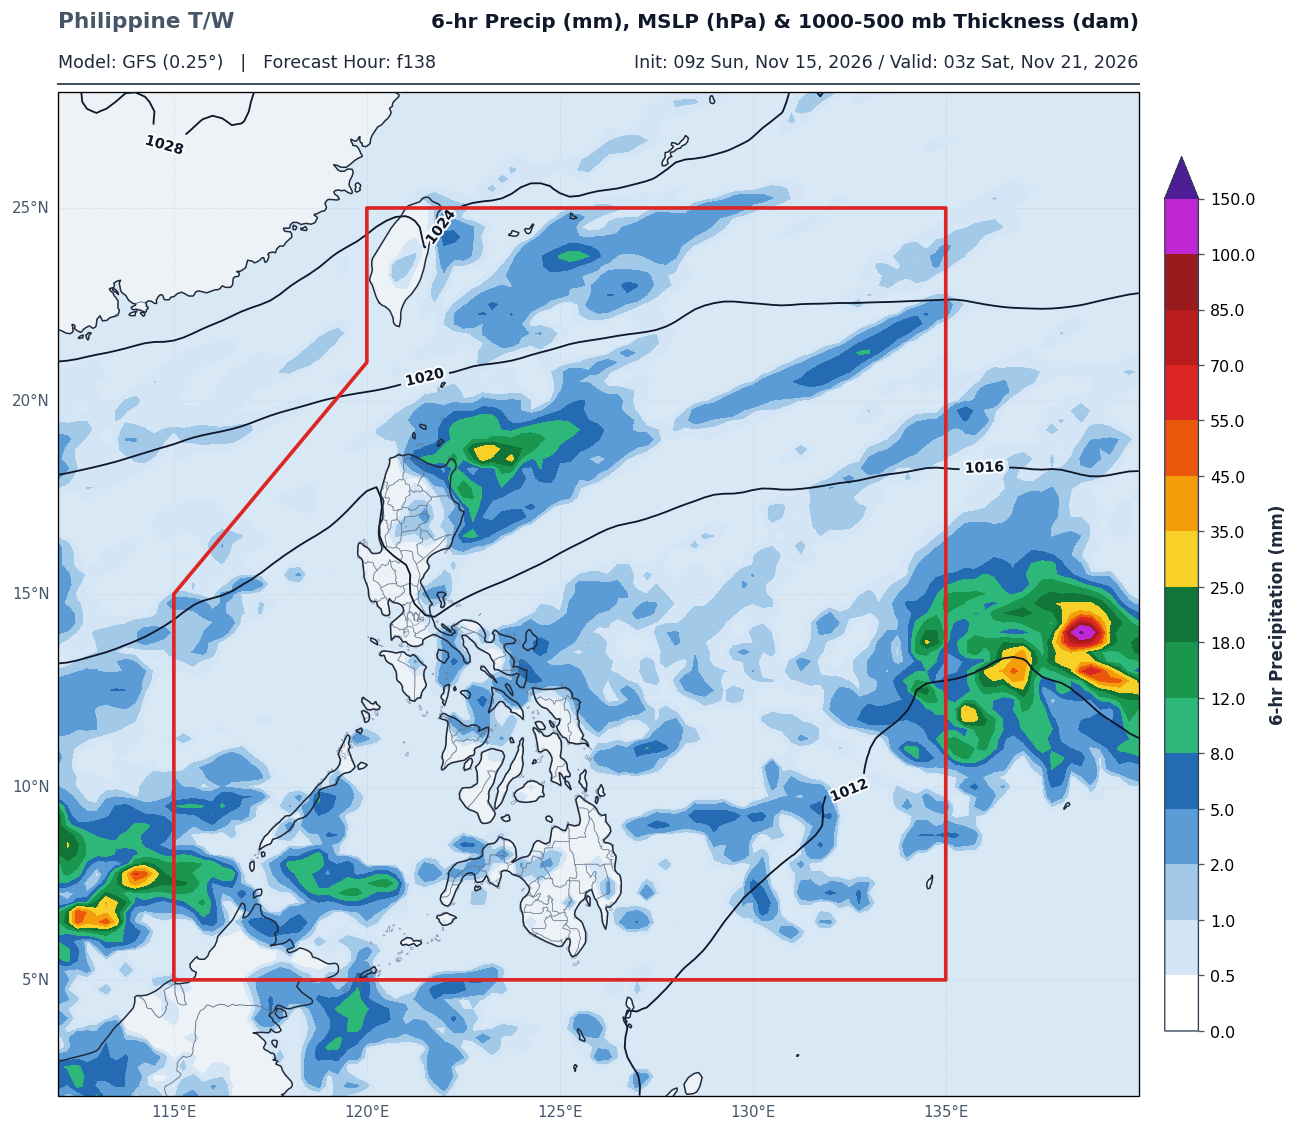 Philippine T/W
6-hr Precip (mm), MSLP (hPa) & 1000-500 mb Thickness (dam)
Model: GFS (0.25°) | Forecast Hour: f138
Init: 09z Sun, Nov 15, 2026 / Valid: 03z Sat, Nov 21, 2026
1028
1024
1020
1016
1012
25°N
20°N
15°N
10°N
5°N
115°E
120°E
125°E
130°E
135°E
150.0
100.0
85.0
70.0
55.0
45.0
35.0
25.0
18.0
12.0
8.0
5.0
2.0
1.0
0.5
0.0
6-hr Precipitation (mm)